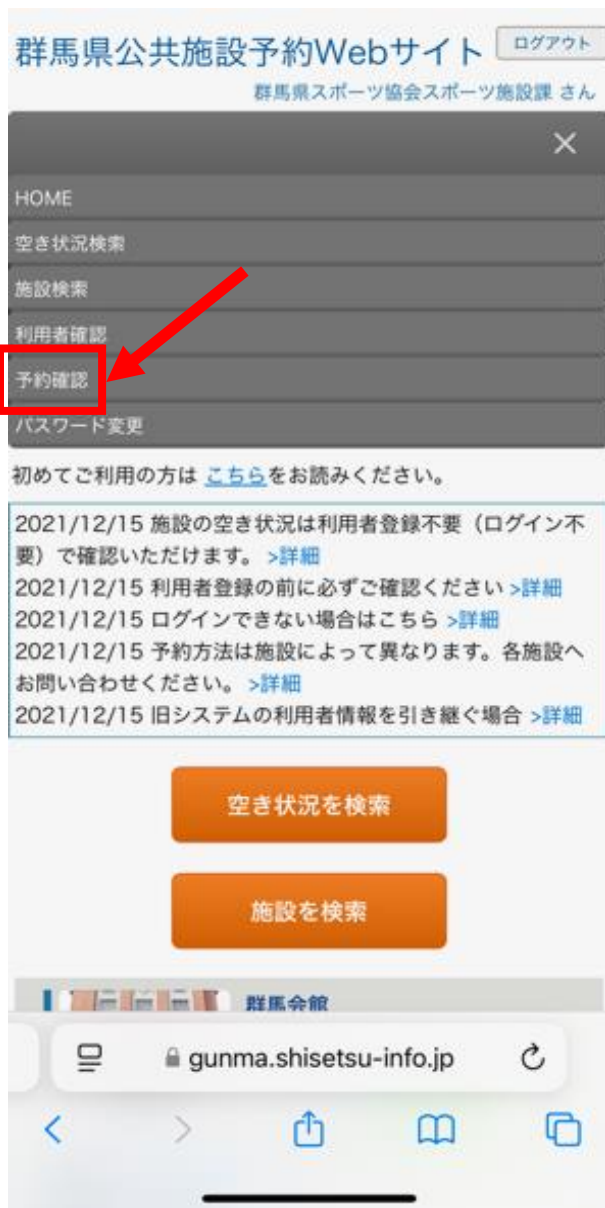 群馬県公共施設予約Webサイト
ログアウト
群馬県スポーツ協会スポーツ施設課 さん
×
HOME
空き状況検索
施設検索
利用者確認
予約確認
パスワード変更
初めてご利用の方は こちらをお読みください。
2021/12/15 施設の空き状況は利用者登録不要（ログイン不
要）で確認いただけます。 >詳細
2021/12/15 利用者登録の前に必ずご確認ください >詳細
2021/12/15 ログインできない場合はこちら >詳細
2021/12/15 予約方法は施設によって異なります。各施設へ
お問い合わせください。 >詳細
2021/12/15 旧システムの利用者情報を引き継ぐ場合 >詳細
空き状況を検索
施設を検索
群馬会館
gunma.shisetsu-info.jp